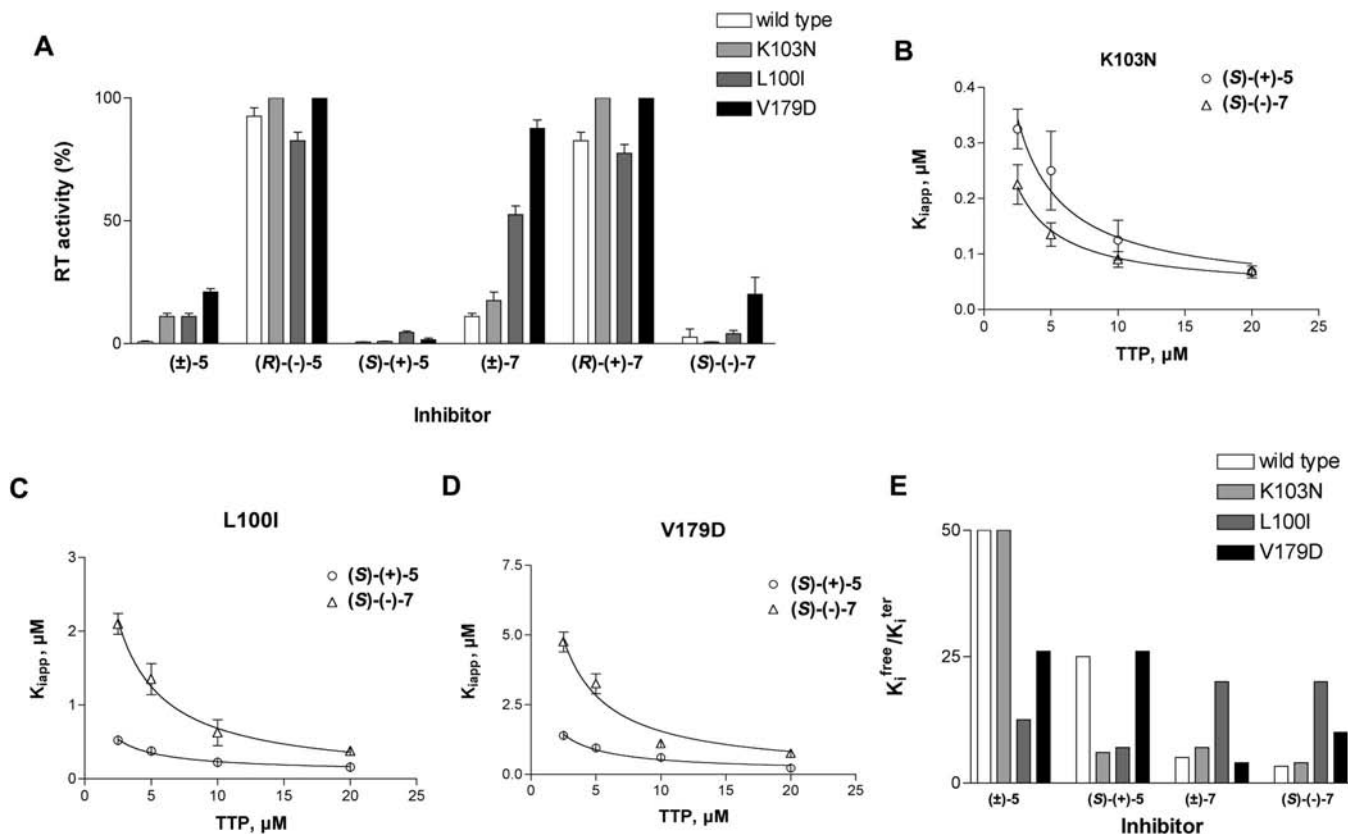 A
wild type
K103N
L100I
V179D
RT activity (%)
100
50
0
(±)-5
(R)-(-)-5
(S)-(+)-5
(±)-7
(R)-(+)-7
(S)-(-)-7
Inhibitor
B
K103N
(S)-(+)-5
(S)-(-)-7
Kiapp, µM
0.4
0.3
0.2
0.1
0.0
0 5 10 15 20 25
TTP, µM
C
L100I
(S)-(+)-5
(S)-(-)-7
Kiapp, µM
3
2
1
0
0 5 10 15 20 25
TTP, µM
D
V179D
(S)-(+)-5
(S)-(-)-7
Kiapp, µM
7.5
5.0
2.5
0.0
0 5 10 15 20 25
TTP, µM
E
wild type
K103N
L100I
V179D
Ki free/Ki ter
50
25
0
(±)-5
(S)-(+)-5
(±)-7
(S)-(-)-7
Inhibitor